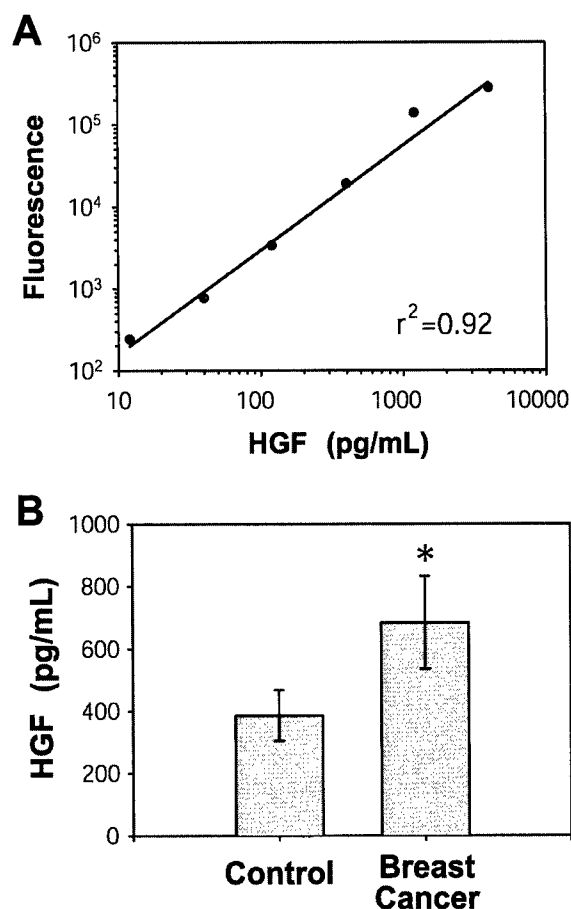 A
10^6
10^5
10^4
10^3
10^2
Fluorescence
r^2=0.92
10 100 1000 10000
HGF (pg/mL)
B
1000
800
600
400
200
0
HGF (pg/mL)
*
Control
Breast
Cancer